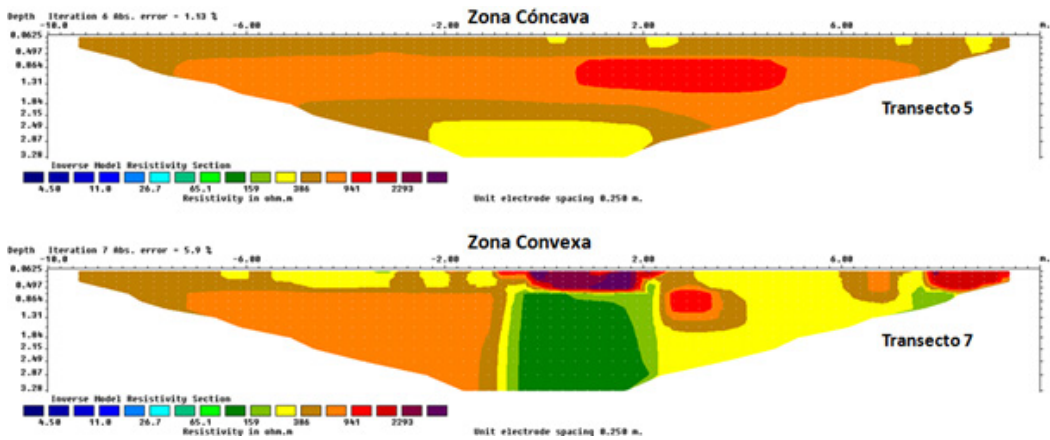 Zona Cóncava
Depth Iteration 6 Abs. error = 1.13 %
-10.0 -6.00 -2.00 2.00 6.00 m.
0.0625
0.497
0.864
1.31
1.84
2.15
2.49
2.87
3.28
Transecto 5
Inverse Model Resistivity Section
4.50 11.0 26.7 65.1 159 386 941 2293
Resistivity in ohm.m
Unit electrode spacing 0.250 m.
Zona Convexa
Depth Iteration 7 Abs. error = 5.9 %
-10.0 -6.00 -2.00 2.00 6.00 m.
0.0625
0.497
0.864
1.31
1.84
2.15
2.49
2.87
3.28
Transecto 7
Inverse Model Resistivity Section
4.50 11.0 26.7 65.1 159 386 941 2293
Resistivity in ohm.m
Unit electrode spacing 0.250 m.